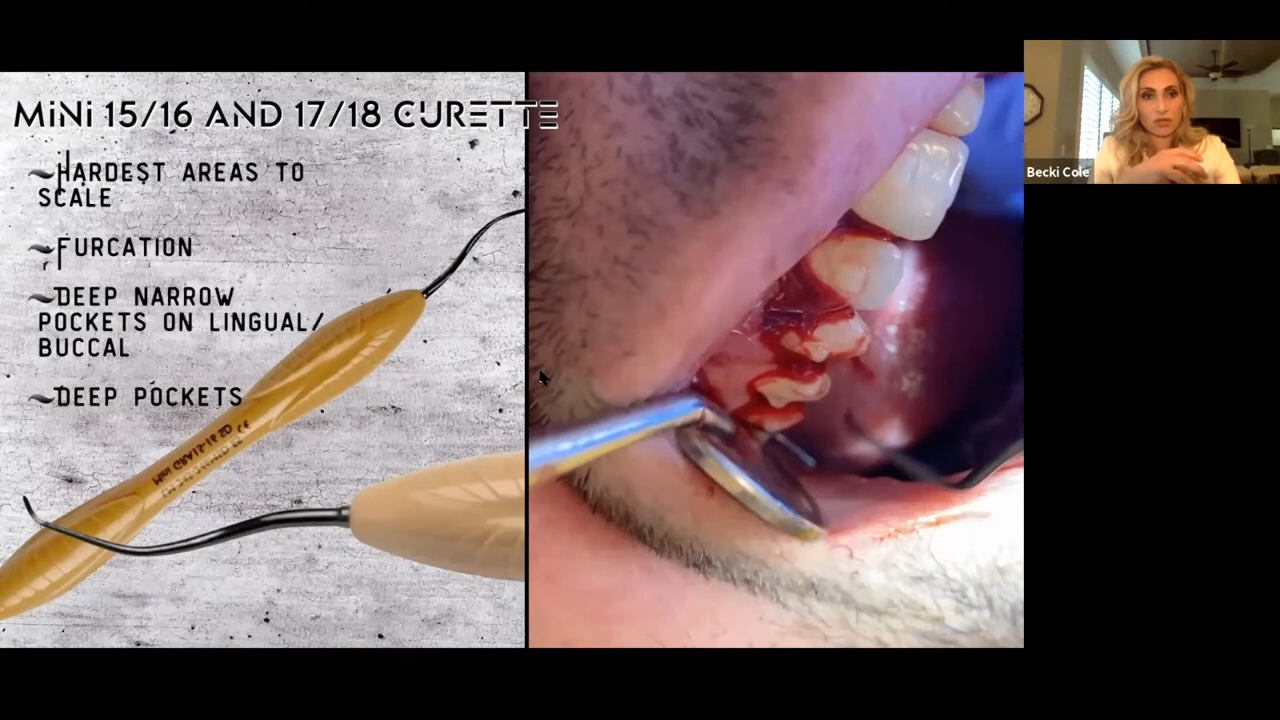 MiNi 15/16 AND 17/18 CURETTE
~HARDEST AREAS TO
SCALE
~FURCATION
~DEEP NARROW
POCKETS ON LINGUAL/
BUCCAL
~DEEP POCKETS
Becki Cole